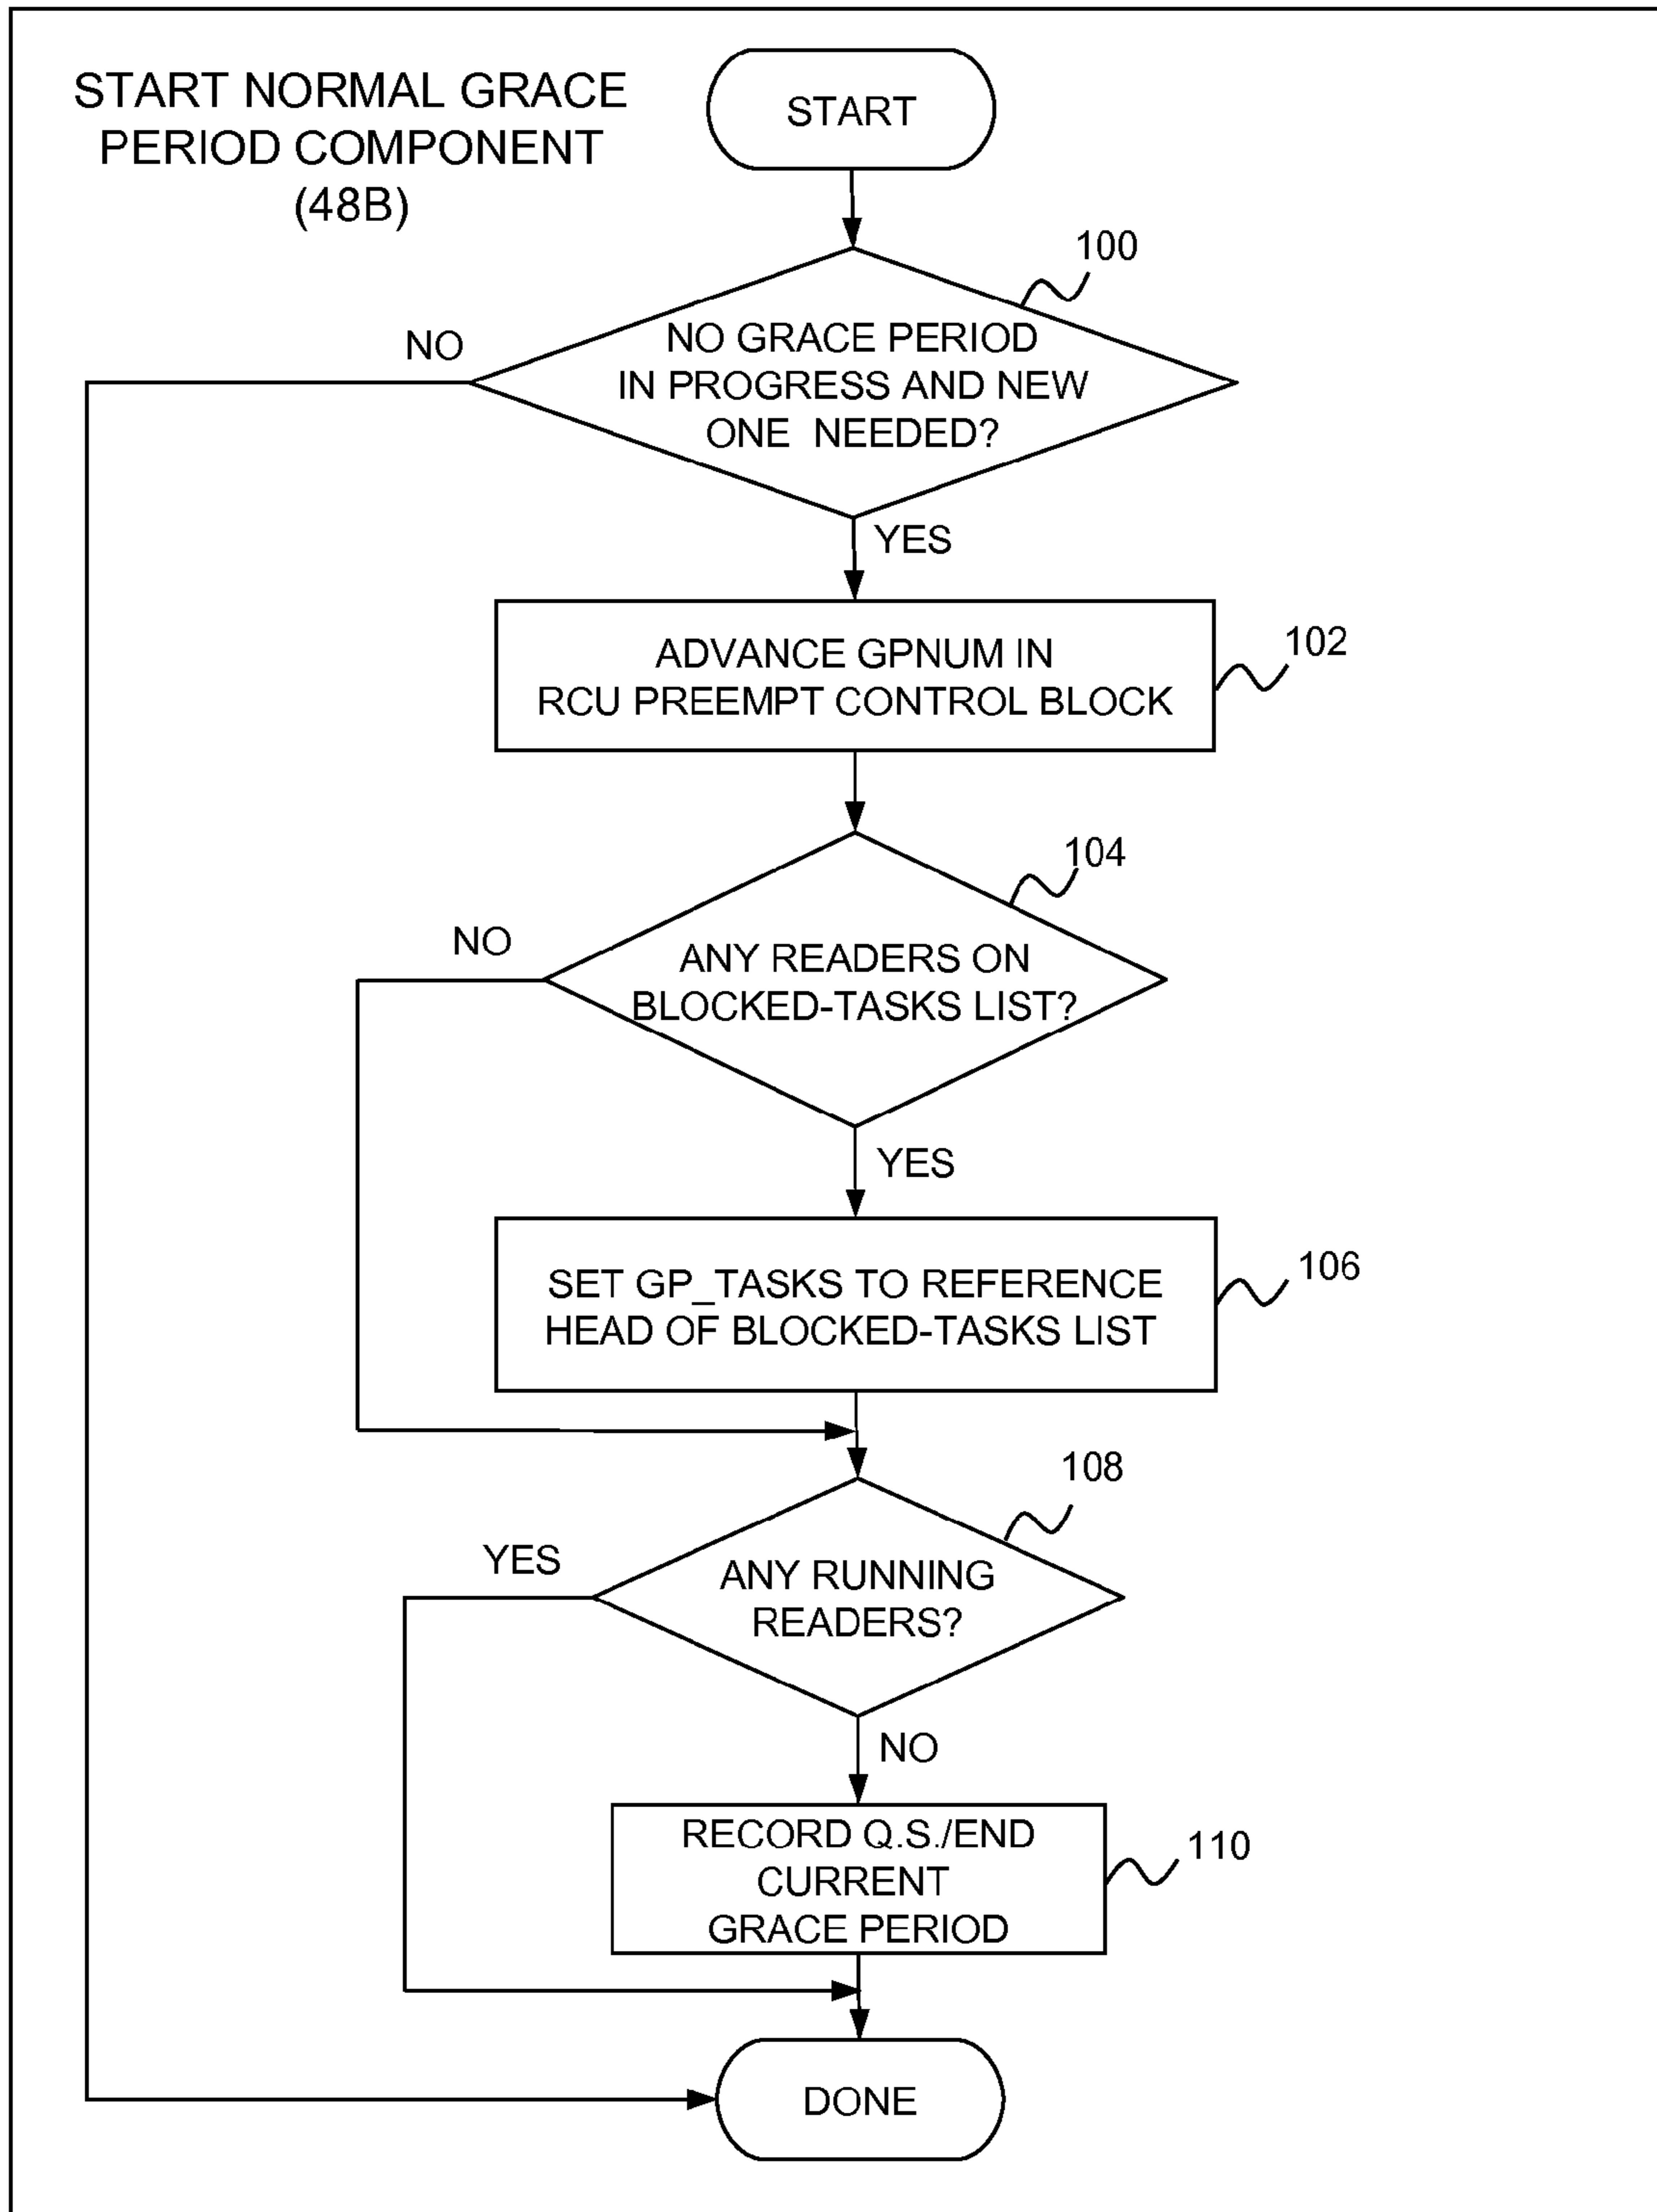 START NORMAL GRACE
PERIOD COMPONENT
(48B)
START
100
NO GRACE PERIOD
IN PROGRESS AND NEW
ONE NEEDED?
NO
YES
102
ADVANCE GPNUM IN
RCU PREEMPT CONTROL BLOCK
104
NO
ANY READERS ON
BLOCKED-TASKS LIST?
YES
106
SET GP_TASKS TO REFERENCE
HEAD OF BLOCKED-TASKS LIST
108
YES
ANY RUNNING
READERS?
NO
RECORD Q.S./END
CURRENT
GRACE PERIOD
110
DONE